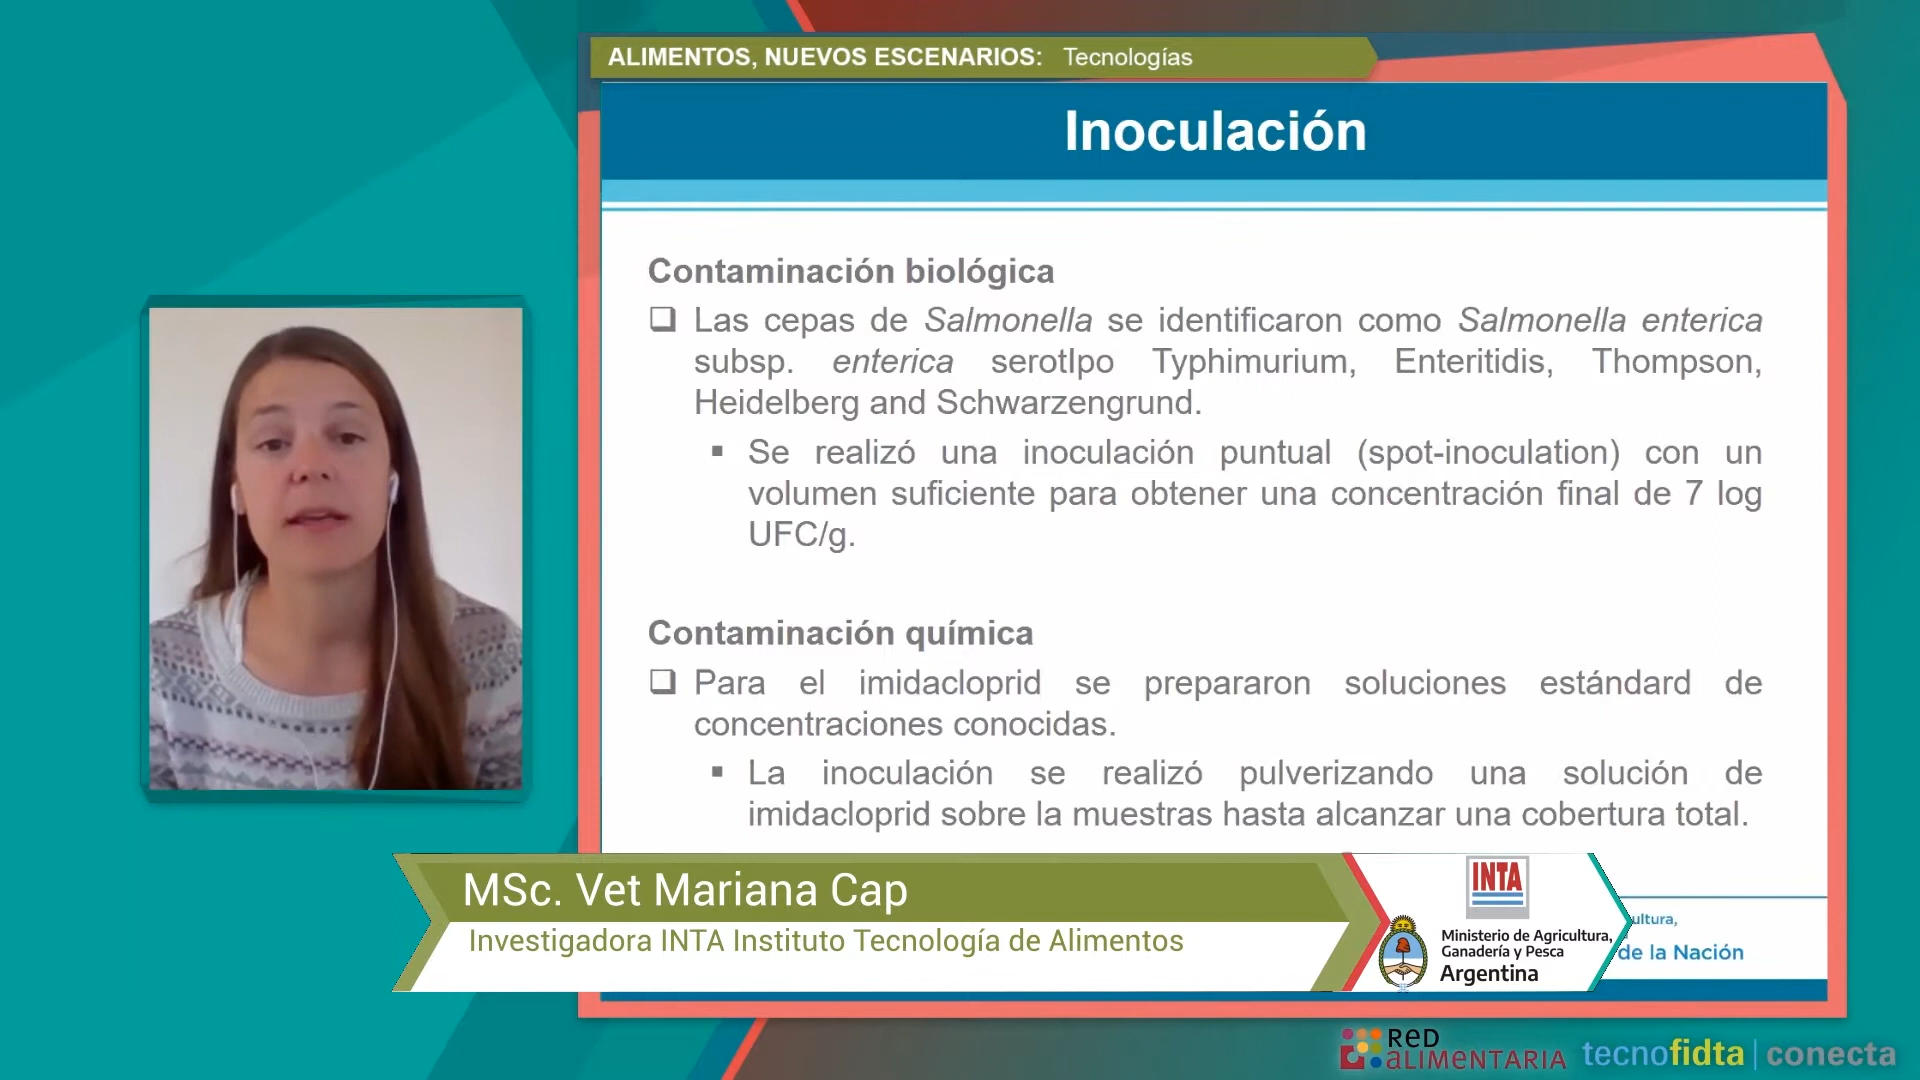 ALIMENTOS, NUEVOS ESCENARIOS: Tecnologías
Inoculación
Contaminación biológica
Las cepas de Salmonella se identificaron como Salmonella enterica
subsp. enterica serotIpo Typhimurium, Enteritidis, Thompson,
Heidelberg and Schwarzengrund.
Se realizó una inoculación puntual (spot-inoculation) con un
volumen suficiente para obtener una concentración final de 7 log
UFC/g.
Contaminación química
Para el imidacloprid se prepararon soluciones estándard de
concentraciones conocidas.
La inoculación se realizó pulverizando una solución de
imidacloprid sobre la muestras hasta alcanzar una cobertura total.
MSc. Vet Mariana Cap
Investigadora INTA Instituto Tecnología de Alimentos
INTA
Ministerio de Agricultura,
Ganadería y Pesca
Argentina
ultura,
de la Nación
ReD
aLIMENTARIA
tecnofidta | conecta